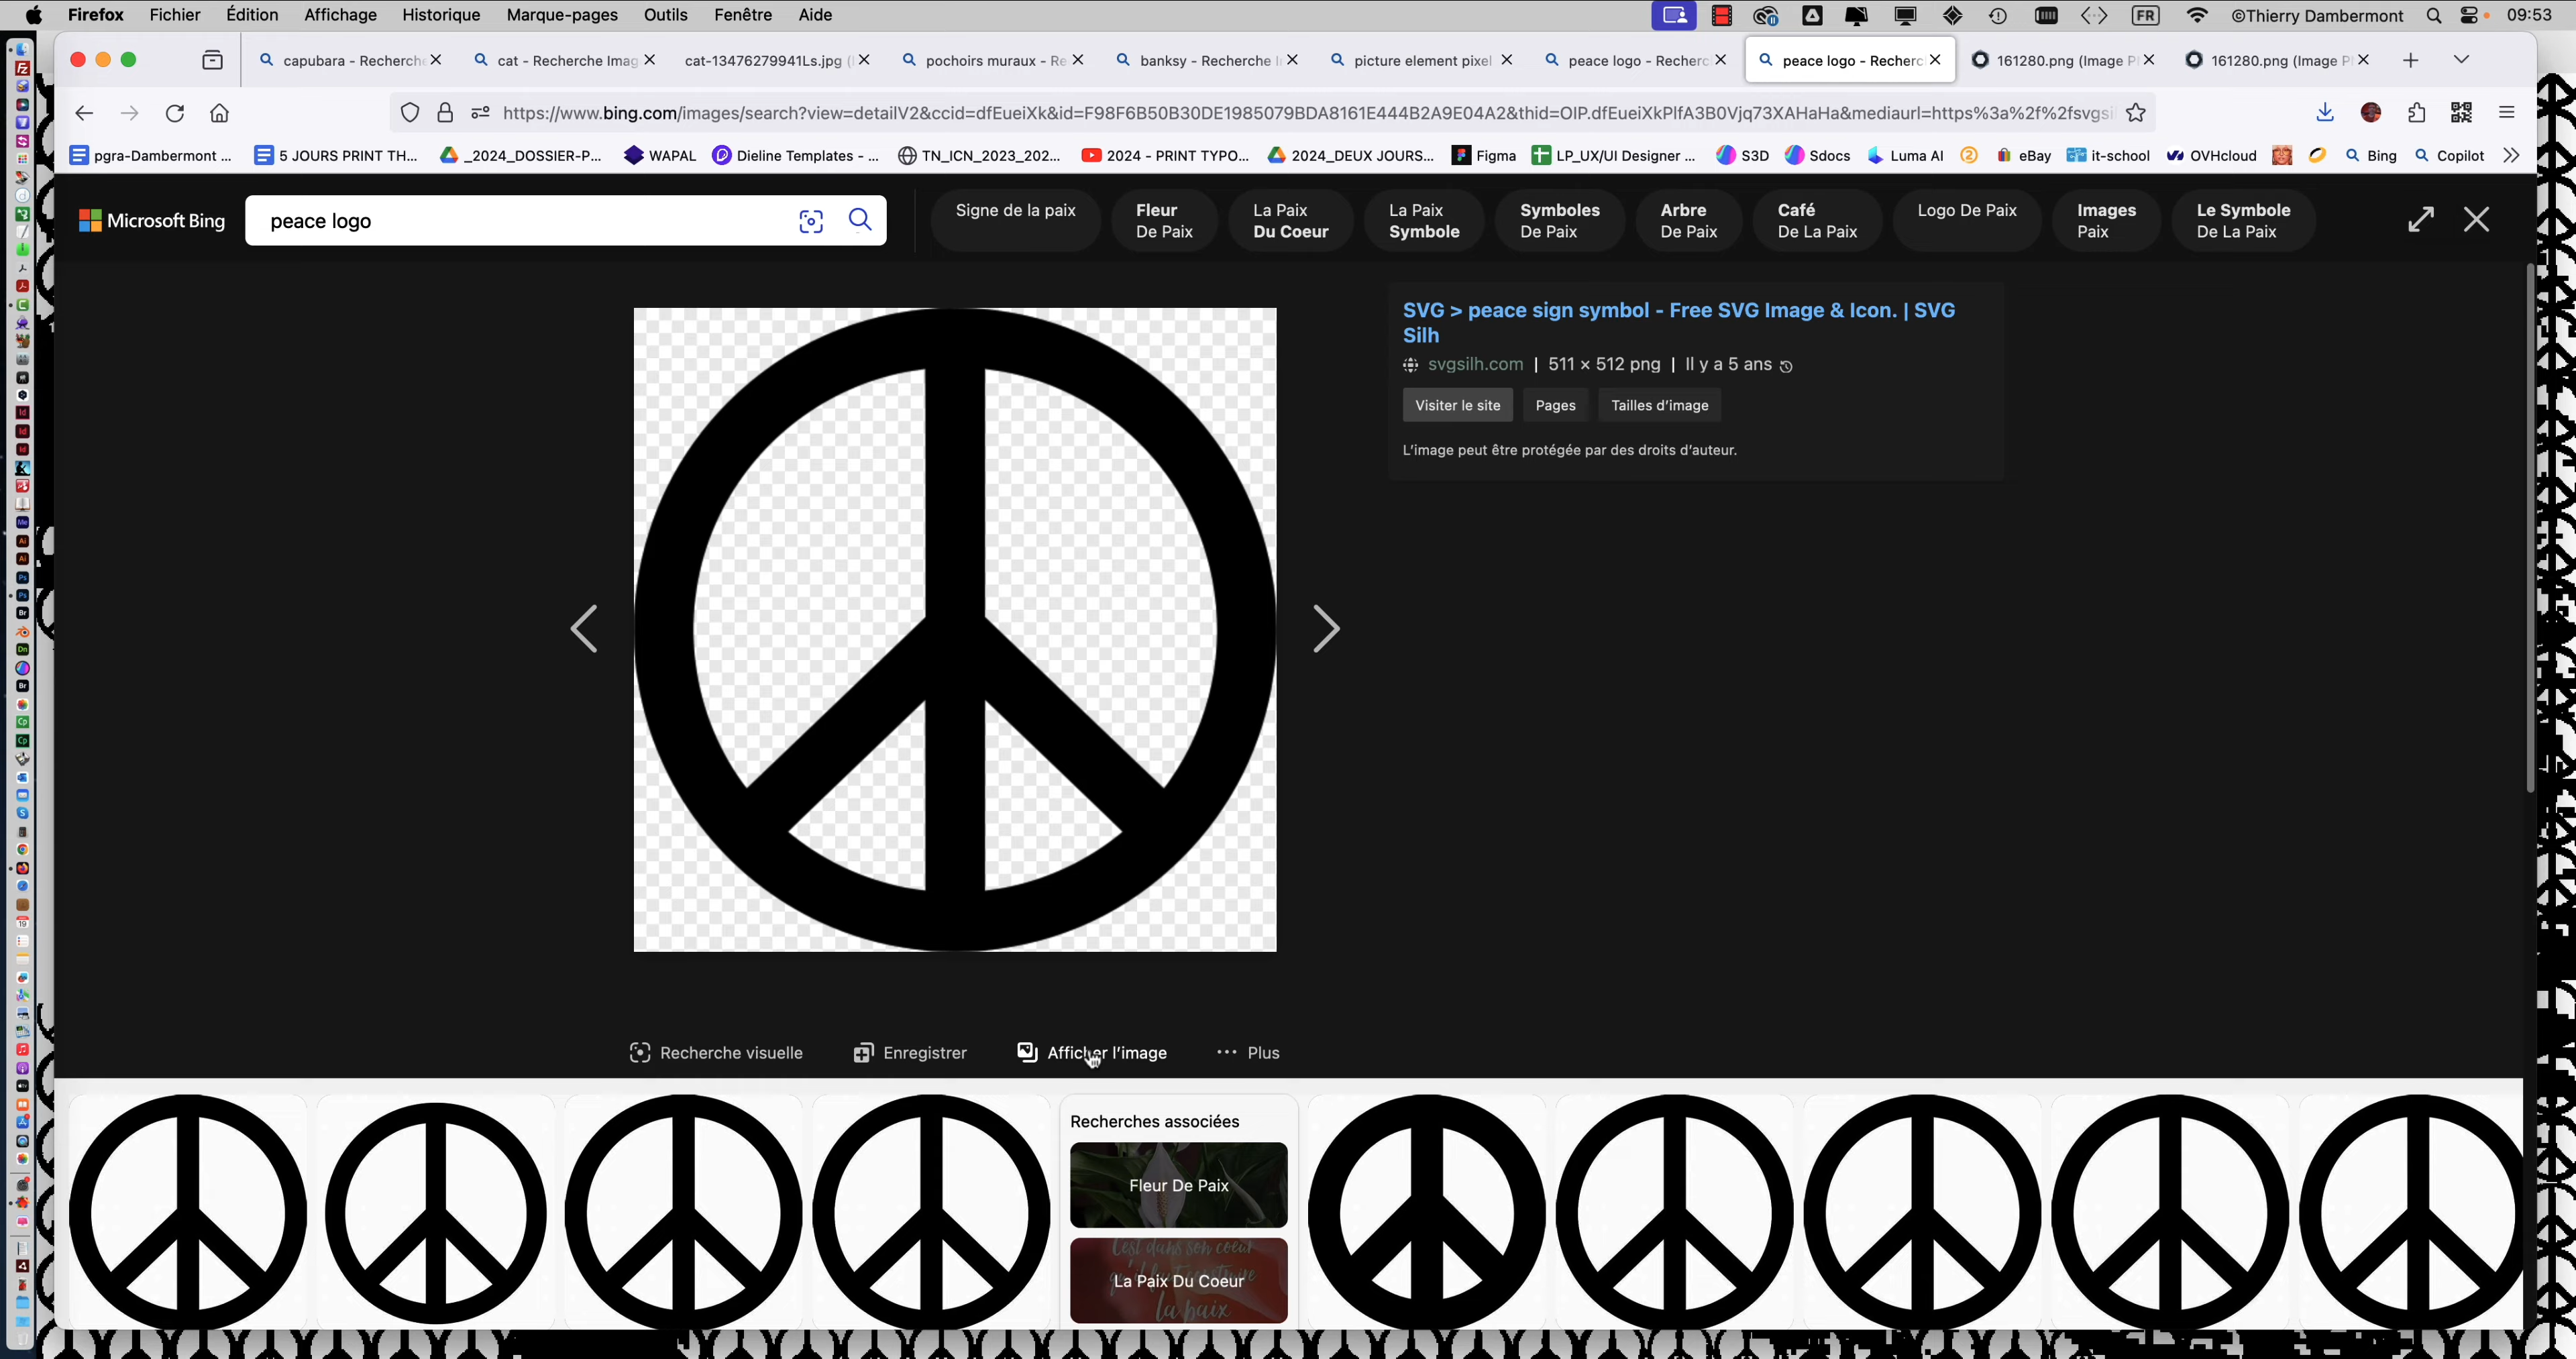 Firefox Fichier Édition Affichage Historique Marque-pages Outils Fenêtre Aide FR ©Thierry Dambermont 09:53
capubara - Recherche cat - Recherche Imag cat-13476279941Ls.jpg ( pochoirs muraux - Re banksy - Recherche I picture element pixel peace logo - Recherc peace logo - Recherc 161280.png (Image P 161280.png (Image P
https://www.bing.com/images/search?view=detailV2&ccid=dfEueiXk&id=F98F6B50B30DE1985079BDA8161E444B2A9E04A2&thid=OIP.dfEueiXkPlfA3B0Vjq73XAHaHa&mediaurl=https%3a%2f%2fsvgsi
pgra-Dambermont ... 5 JOURS PRINT TH... _2024_DOSSIER-P... WAPAL Dieline Templates - ... TN_ICN_2023_202... 2024 - PRINT TYPO... 2024_DEUX JOURS... Figma LP_UX/UI Designer ... S3D Sdocs Luma AI eBay it-school OVHcloud Bing Copilot
Microsoft Bing
peace logo
Signe de la paix
Fleur
De Paix
La Paix
Du Coeur
La Paix
Symbole
Symboles
De Paix
Arbre
De Paix
Café
De La Paix
Logo De Paix
Images
Paix
Le Symbole
De La Paix
SVG > peace sign symbol - Free SVG Image & Icon. | SVG
Silh
svgsilh.com | 511 × 512 png | Il y a 5 ans
Visiter le site Pages Tailles d'image
L'image peut être protégée par des droits d'auteur.
Recherche visuelle Enregistrer Afficher l'image ··· Plus
Recherches associées
Fleur De Paix
La Paix Du Coeur